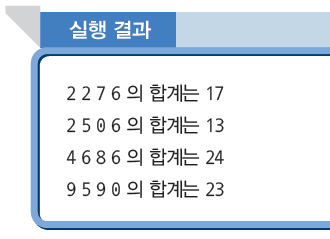 실행 결과
2 2 7 6 의 합계는 17
2 5 0 6 의 합계는 13
4 6 8 6 의 합계는 24
9 5 9 0 의 합계는 23